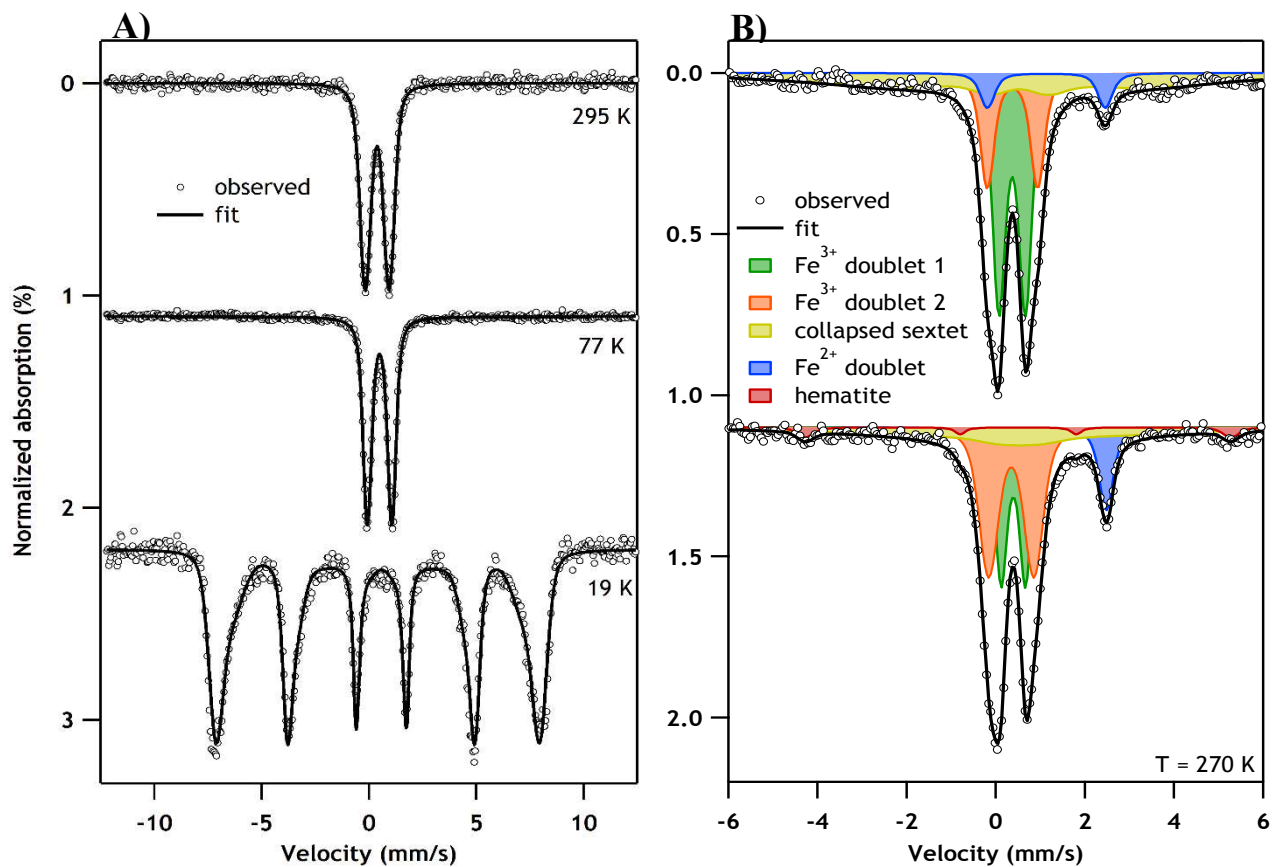 A)
0
295 K
observed
fit
1
77 K
2
19 K
3
Normalized absorption (%)
-10
-5
0
5
10
Velocity (mm/s)
B)
0.0
observed
fit
0.5
Fe3+ doublet 1
Fe3+ doublet 2
collapsed sextet
Fe2+ doublet
hematite
1.0
1.5
2.0
T = 270 K
-6
-4
-2
0
2
4
6
Velocity (mm/s)